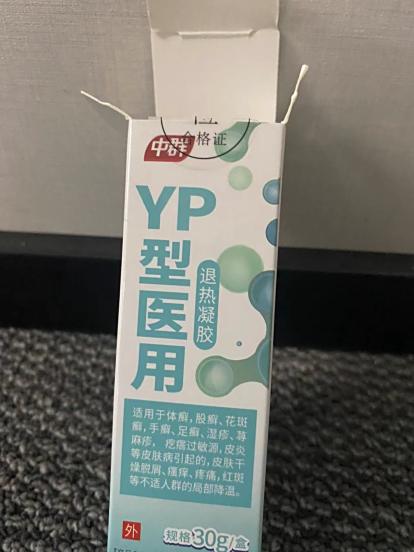 合格证
中群
YP
型医用
退热凝胶
适用于体癣,股癣、花斑
癣,手癣、足癣、湿疹、荨
麻疹, 疙瘩过敏源,皮炎
等皮肤病引起的,皮肤干
燥脱屑、瘙痒、疼痛,红斑
等不适人群的局部降温。
外
规格30g/盒